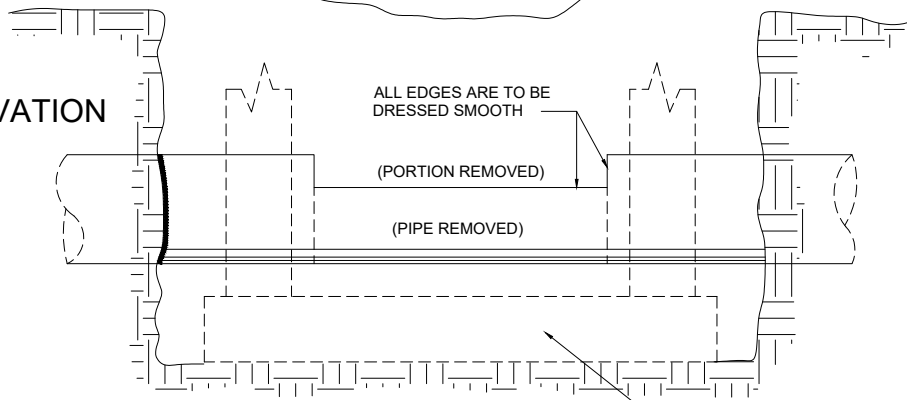 ALL EDGES ARE TO BE
DRESSED SMOOTH
VATION
(PORTION REMOVED)
(PIPE REMOVED)